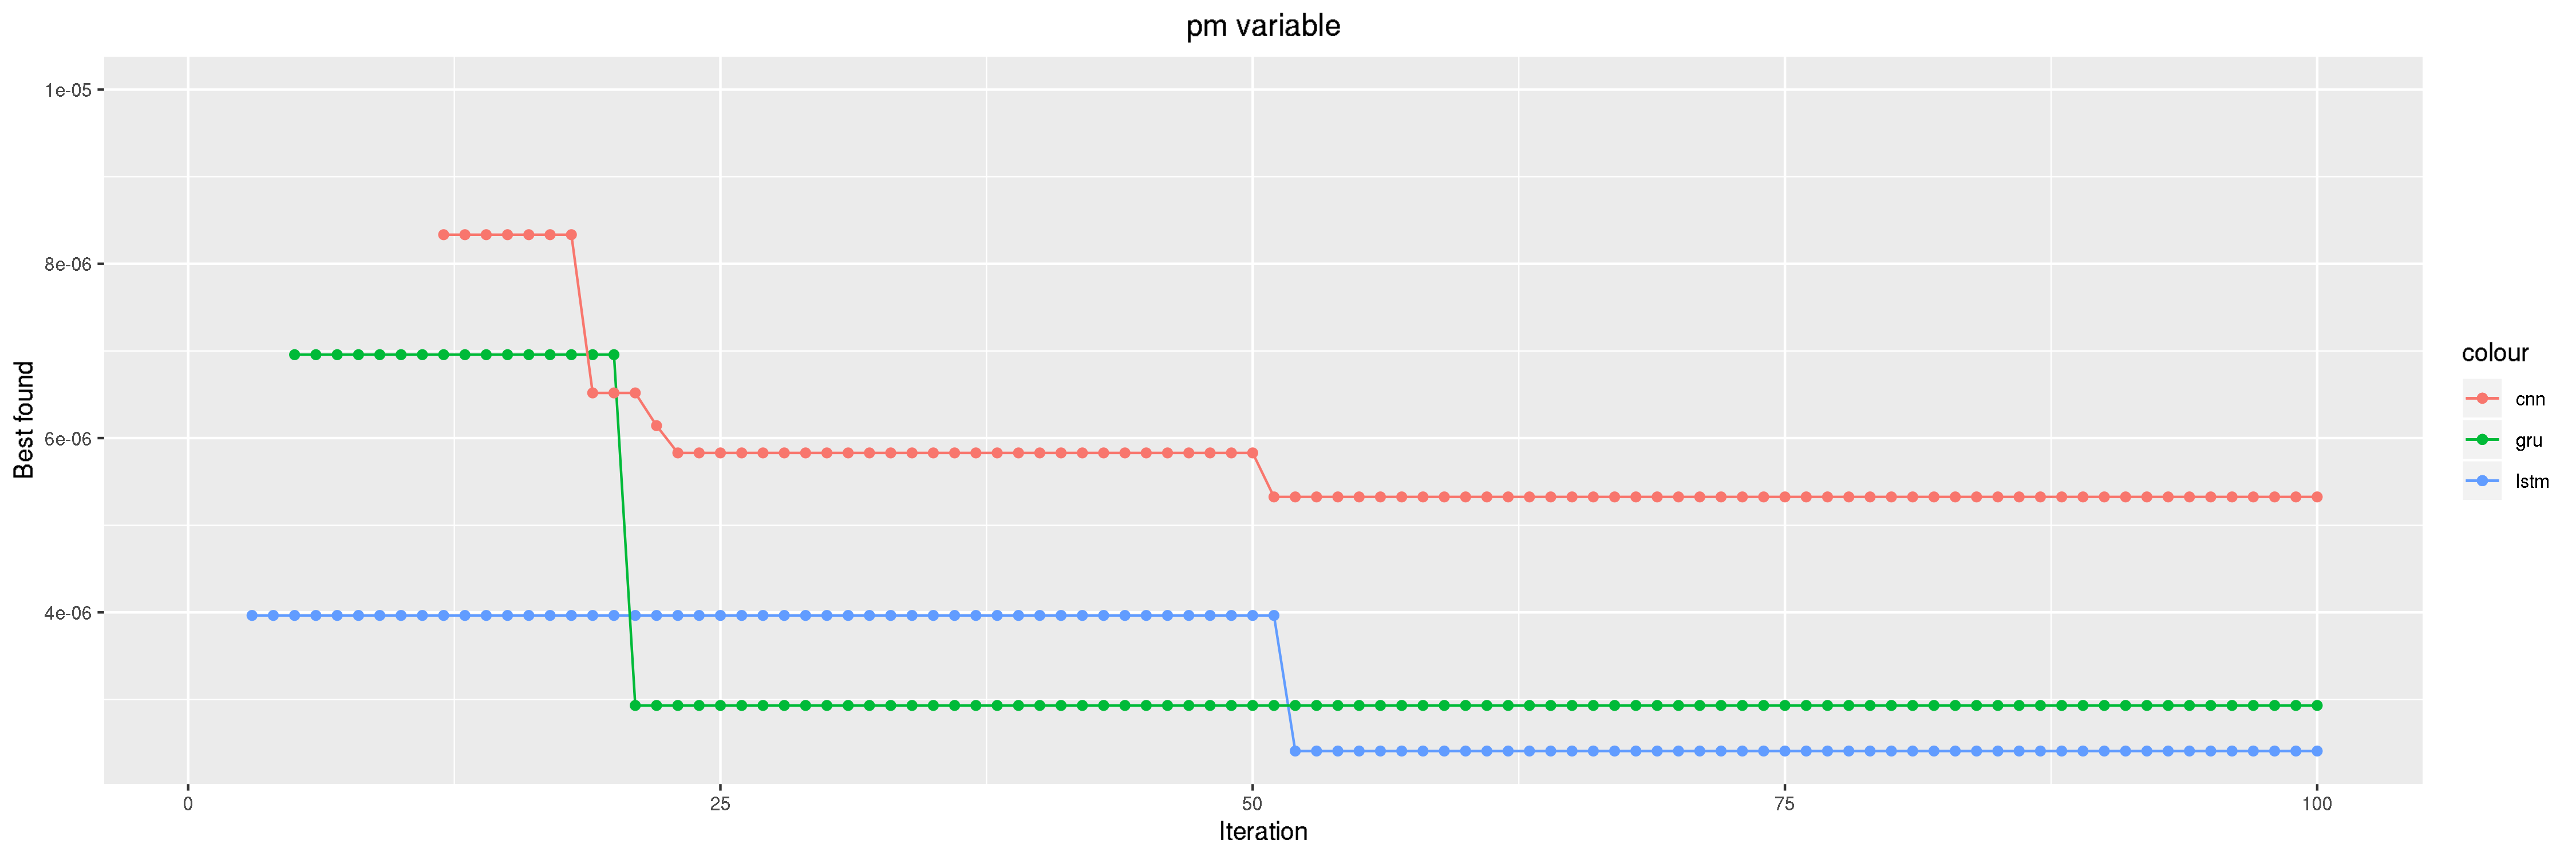 pm variable
1e-05
8e-06
6e-06
4e-06
Best found
0
25
50
75
100
Iteration
colour
cnn
gru
lstm